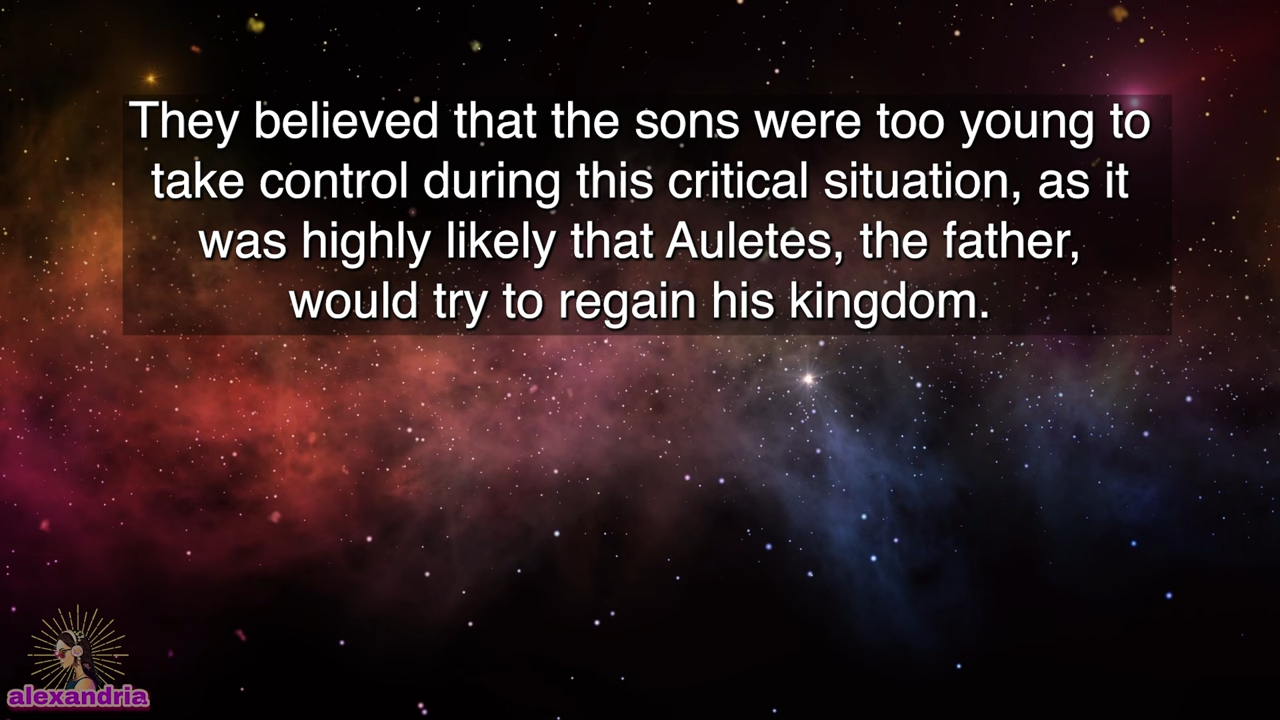 They believed that the sons were too young to
take control during this critical situation, as it
was highly likely that Auletes, the father,
would try to regain his kingdom.
alexandria